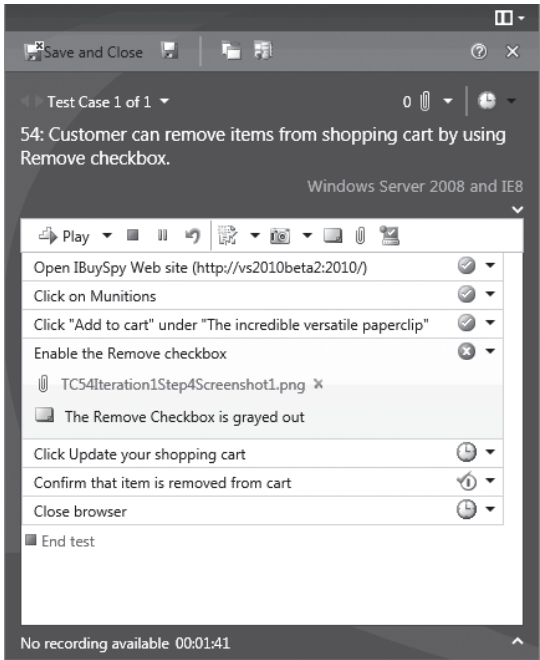 Save and Close
Test Case 1 of 1
0
54: Customer can remove items from shopping cart by using
Remove checkbox.
Windows Server 2008 and IE8
Play
Open IBuySpy Web site (http://vs2010beta2:2010/)
Click on Munitions
Click "Add to cart" under "The incredible versatile paperclip"
Enable the Remove checkbox
TC54Iteration1Step4Screenshot1.png
The Remove Checkbox is grayed out
Click Update your shopping cart
Confirm that item is removed from cart
Close browser
End test
No recording available 00:01:41